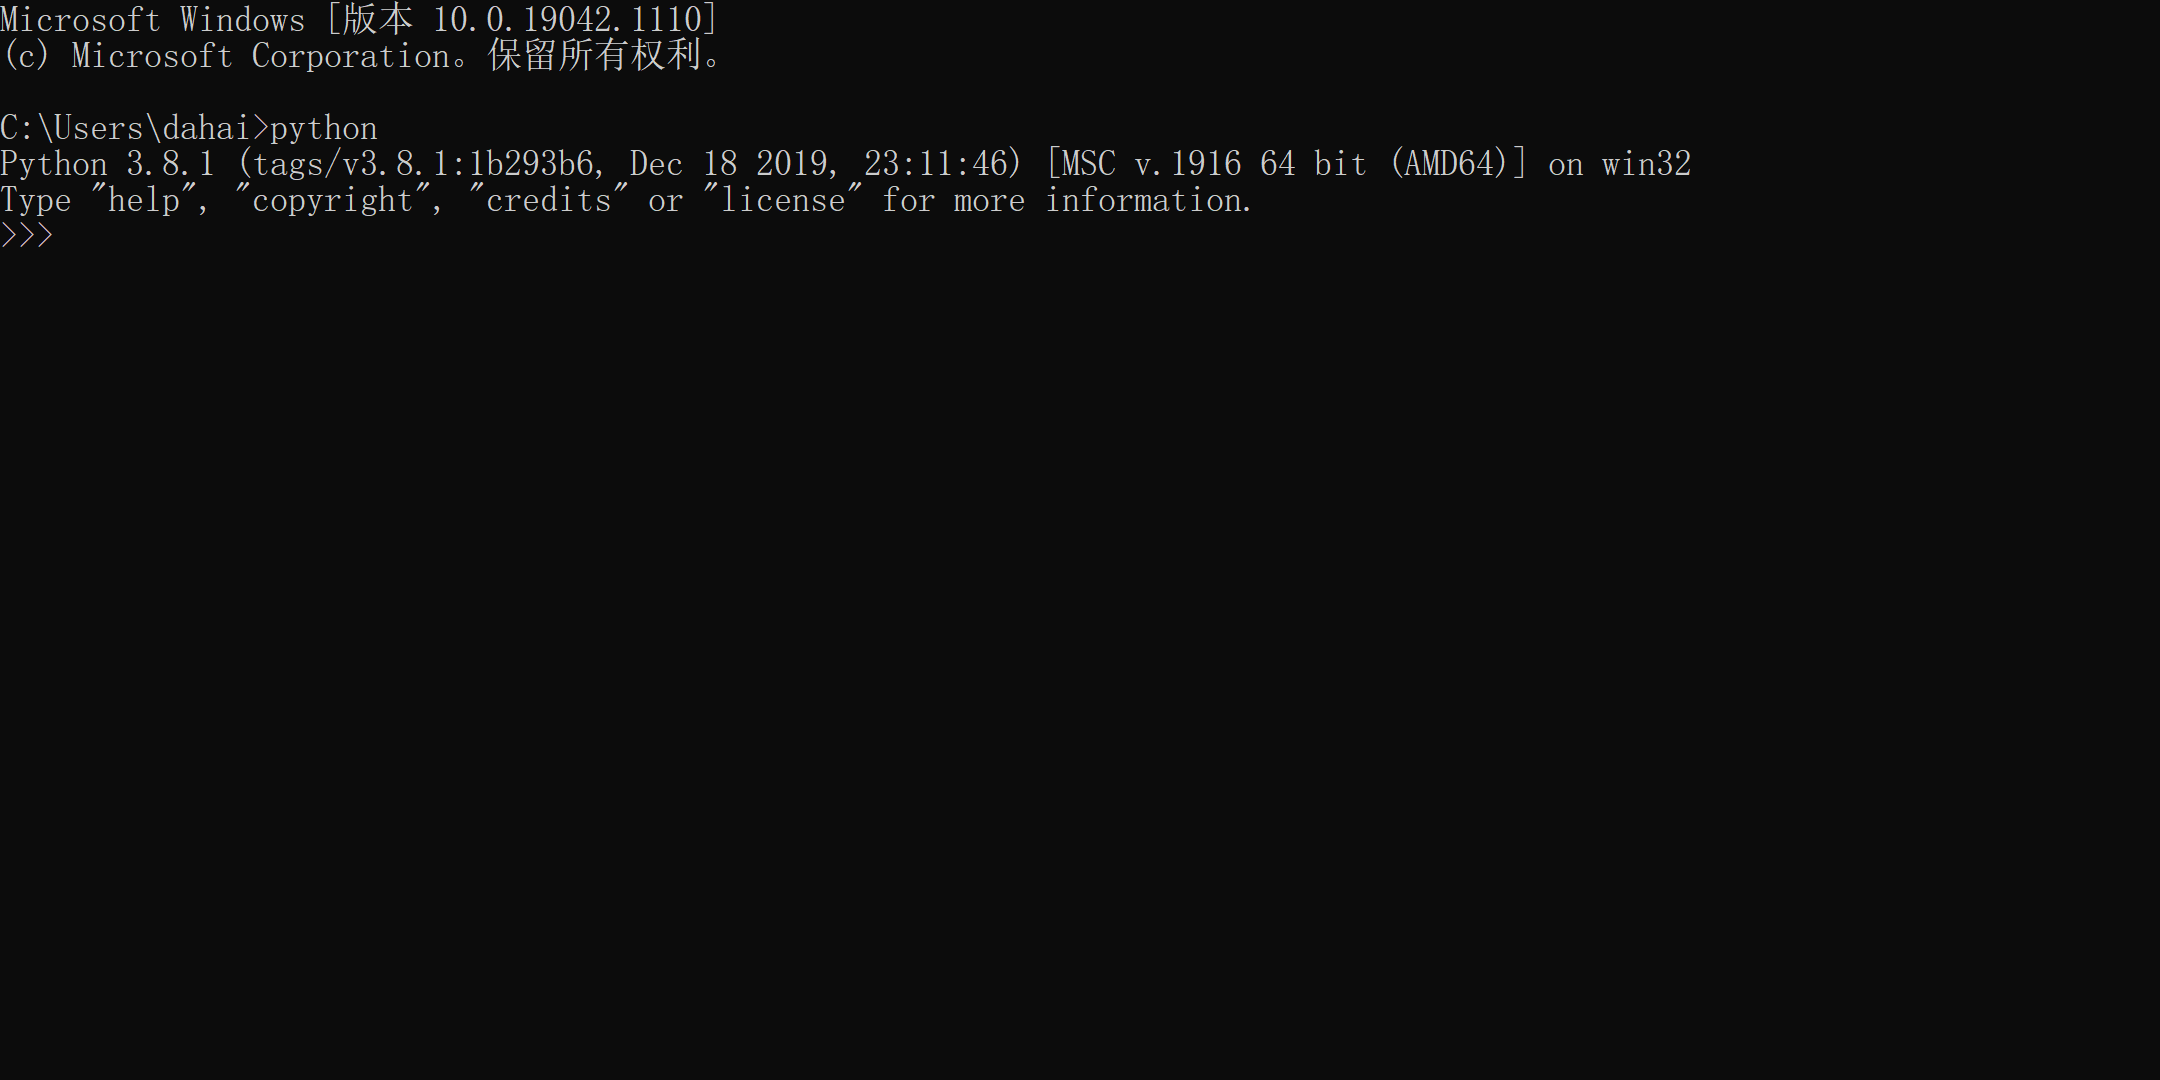 Microsoft Windows [版本 10.0.19042.1110]
(c) Microsoft Corporation。保留所有权利。
C:\Users\dahai>python
Python 3.8.1 (tags/v3.8.1:1b293b6, Dec 18 2019, 23:11:46) [MSC v.1916 64 bit (AMD64)] on win32
Type "help", "copyright", "credits" or "license" for more information.
>>>